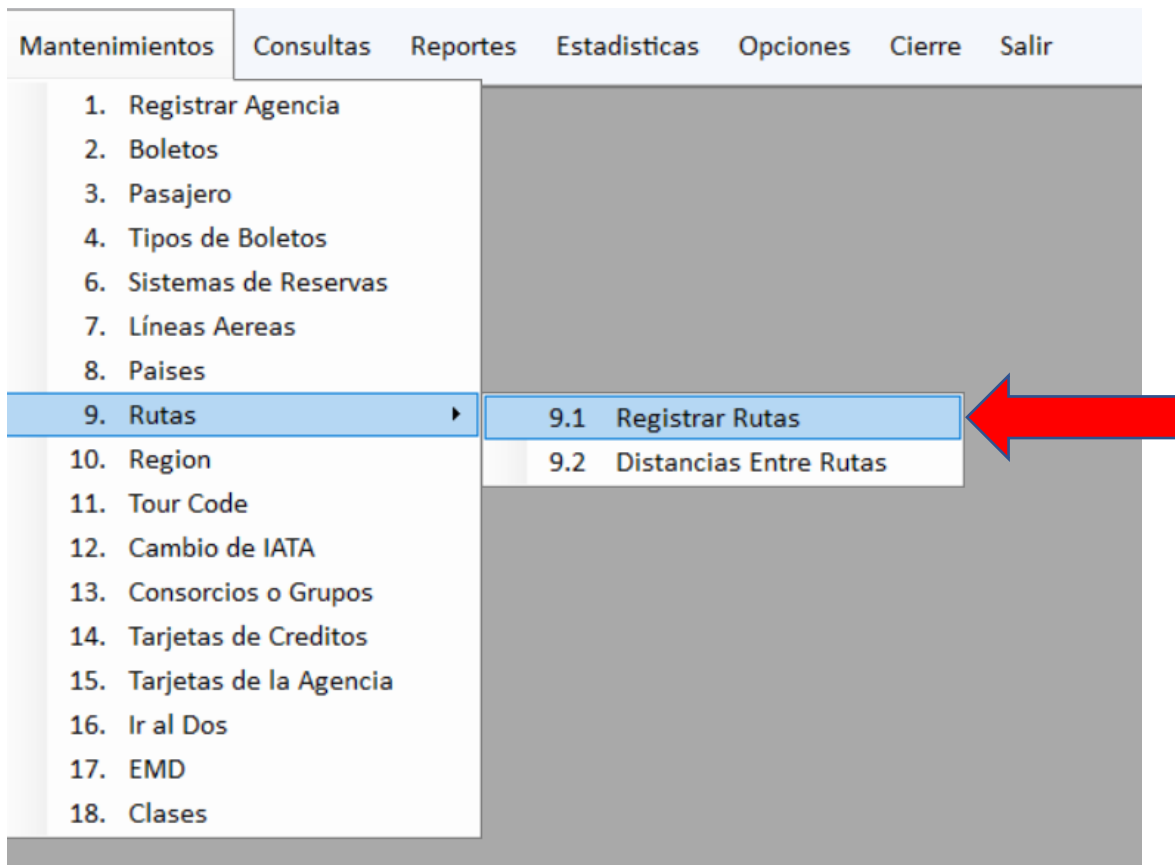 Mantenimientos Consultas Reportes Estadisticas Opciones Cierre Salir
1. Registrar Agencia
2. Boletos
3. Pasajero
4. Tipos de Boletos
6. Sistemas de Reservas
7. Líneas Aereas
8. Paises
9. Rutas
9.1 Registrar Rutas
9.2 Distancias Entre Rutas
10. Region
11. Tour Code
12. Cambio de IATA
13. Consorcios o Grupos
14. Tarjetas de Creditos
15. Tarjetas de la Agencia
16. Ir al Dos
17. EMD
18. Clases